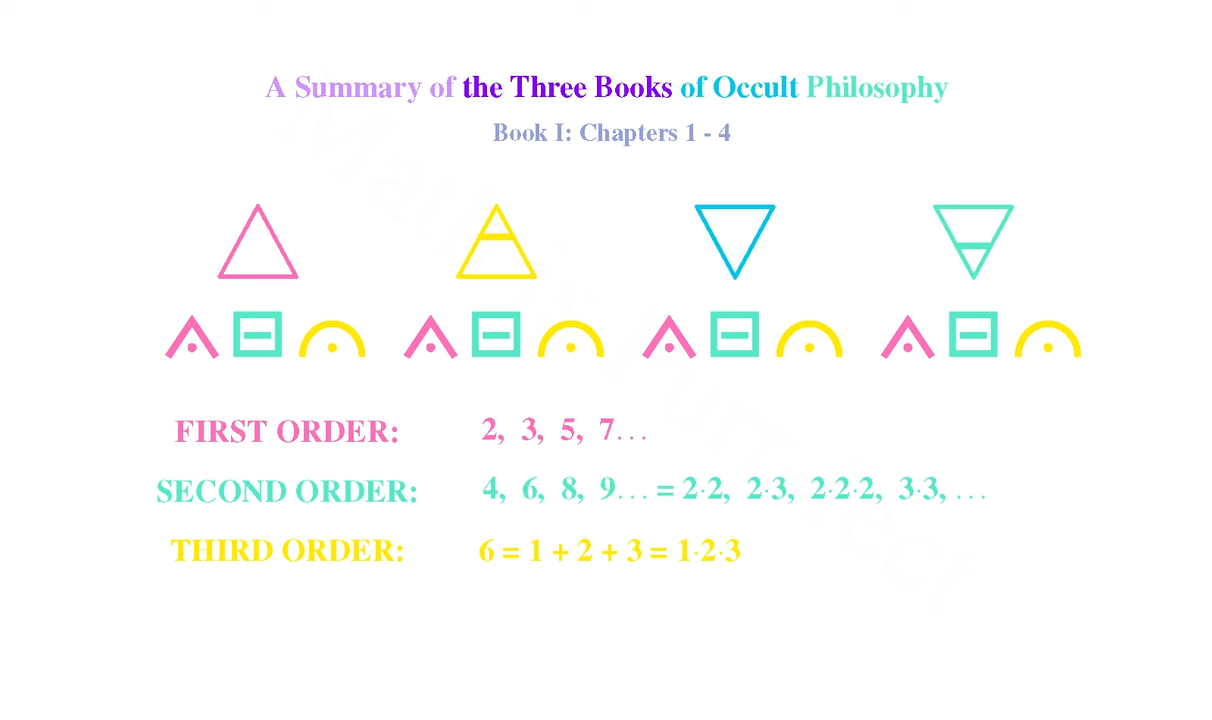 A Summary of the Three Books of Occult Philosophy
Book I: Chapters 1 - 4
FIRST ORDER: 2, 3, 5, 7...
SECOND ORDER: 4, 6, 8, 9... = 2·2, 2·3, 2·2·2, 3·3, ...
THIRD ORDER: 6 = 1 + 2 + 3 = 1·2·3